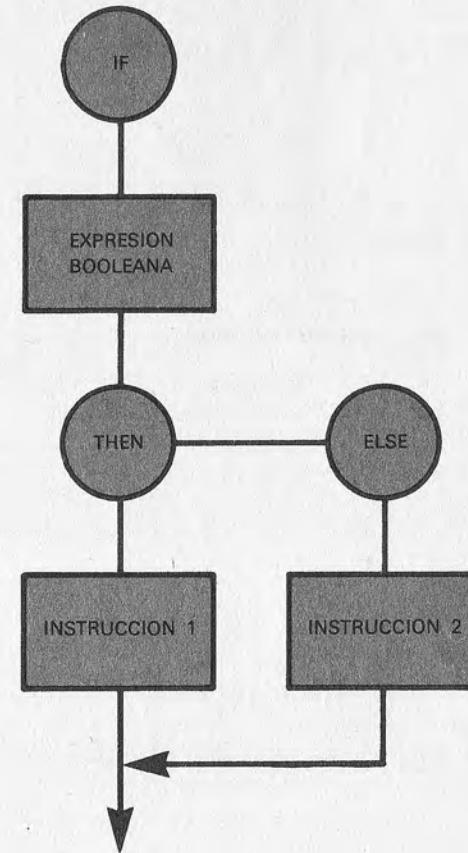 IF
EXPRESION
BOOLEANA
THEN
ELSE
INSTRUCCION 1
INSTRUCCION 2